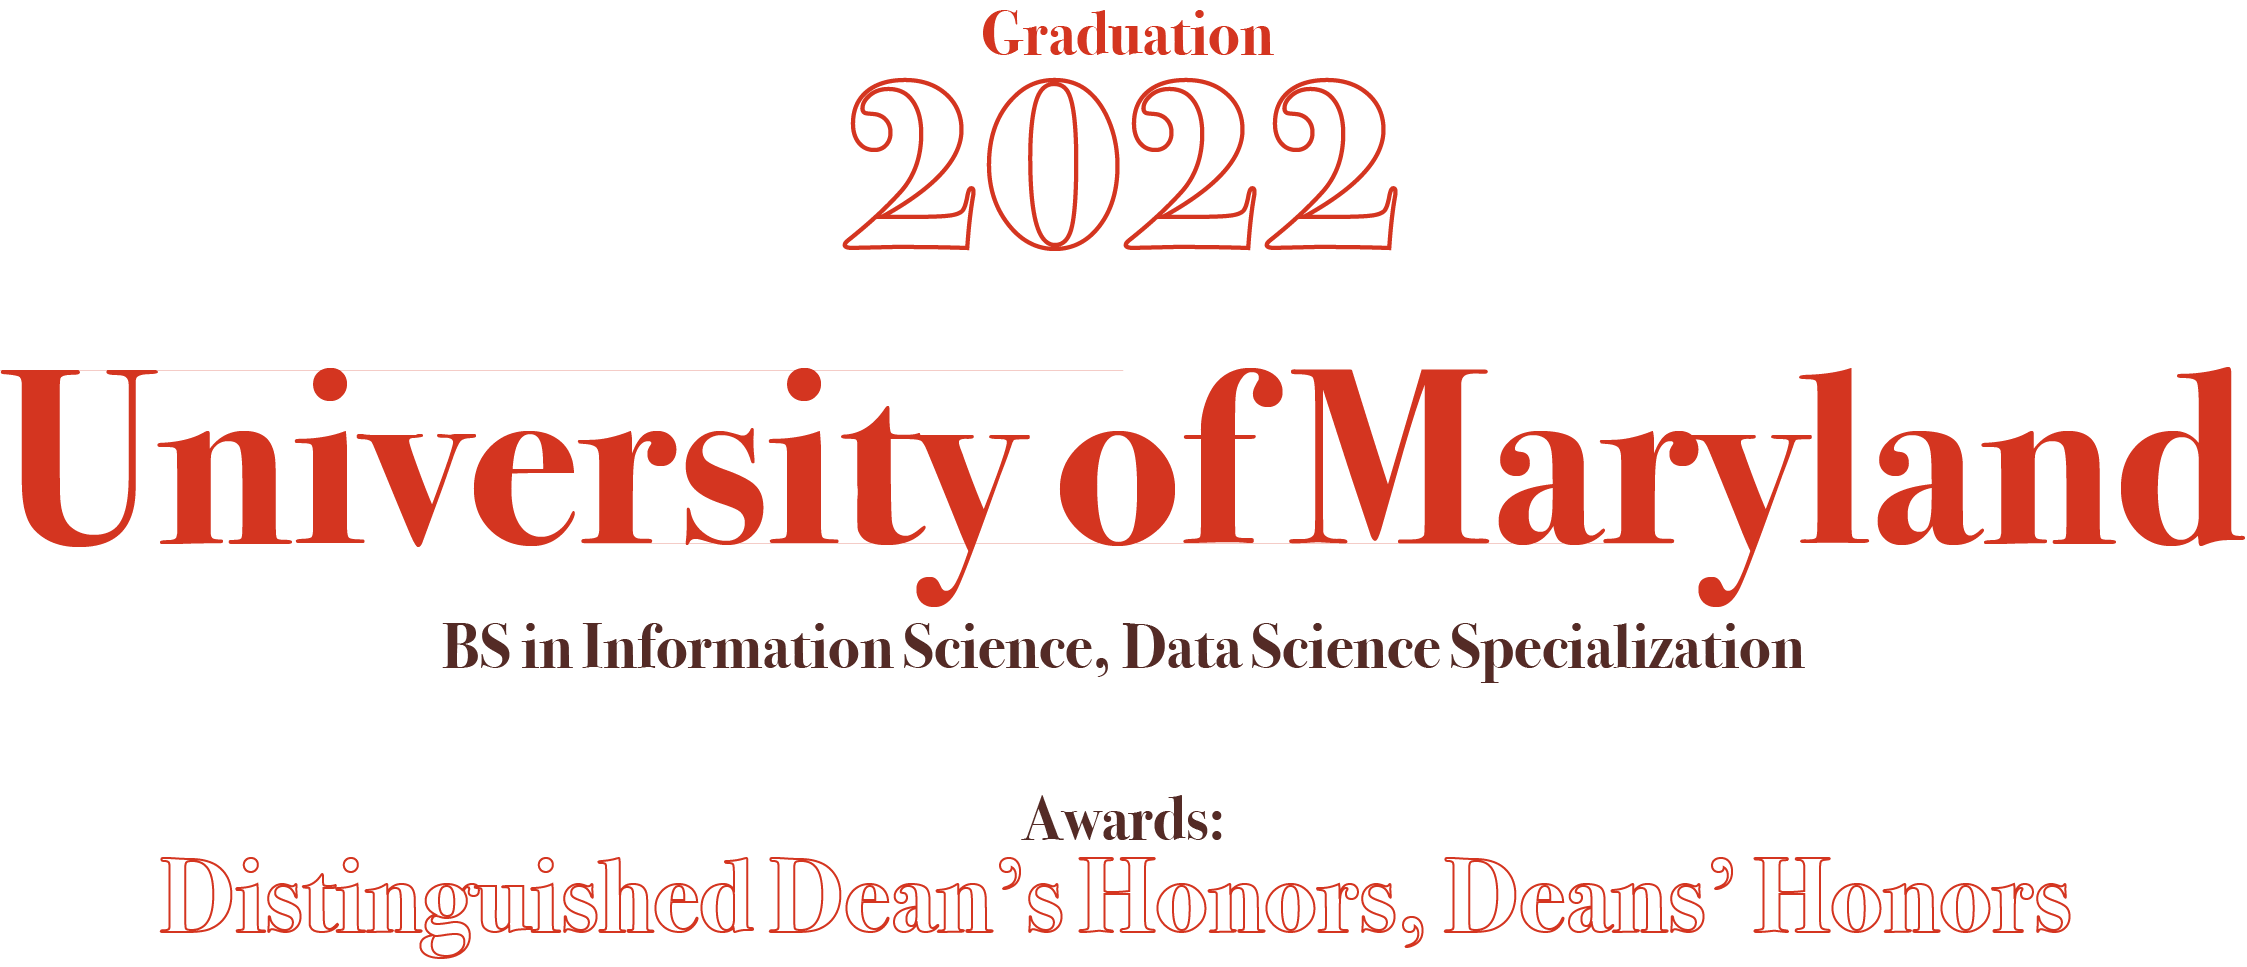 Graduation
2022
University of Maryland
BS in Information Science, Data Science Specialization
Awards:
Distinguished Dean’s Honors, Deans’ Honors